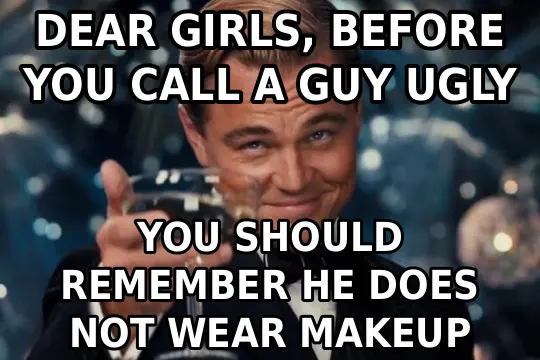 DEAR GIRLS, BEFORE
YOU CALL A GUY UGLY
YOU SHOULD
REMEMBER HE DOES
NOT WEAR MAKEUP